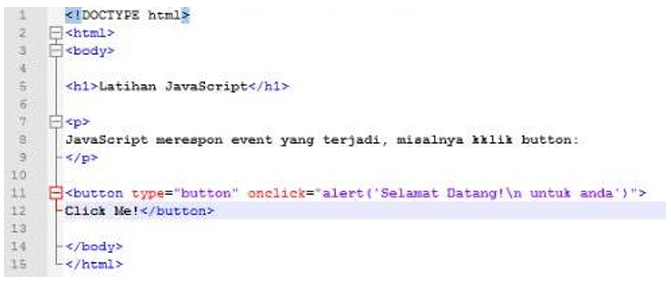 1 <!DOCTYPE html>
2 <html>
3 <body>
4
5 <h1>Latihan JavaScript</h1>
6
7 <p>
8 JavaScript merespon event yang terjadi, misalnya kklik button:
9 </p>
10
11 <button type="button" onclick="alert('Selamat Datang!\n untuk anda')">
12 Click Me!</button>
13
14 </body>
15 </html>